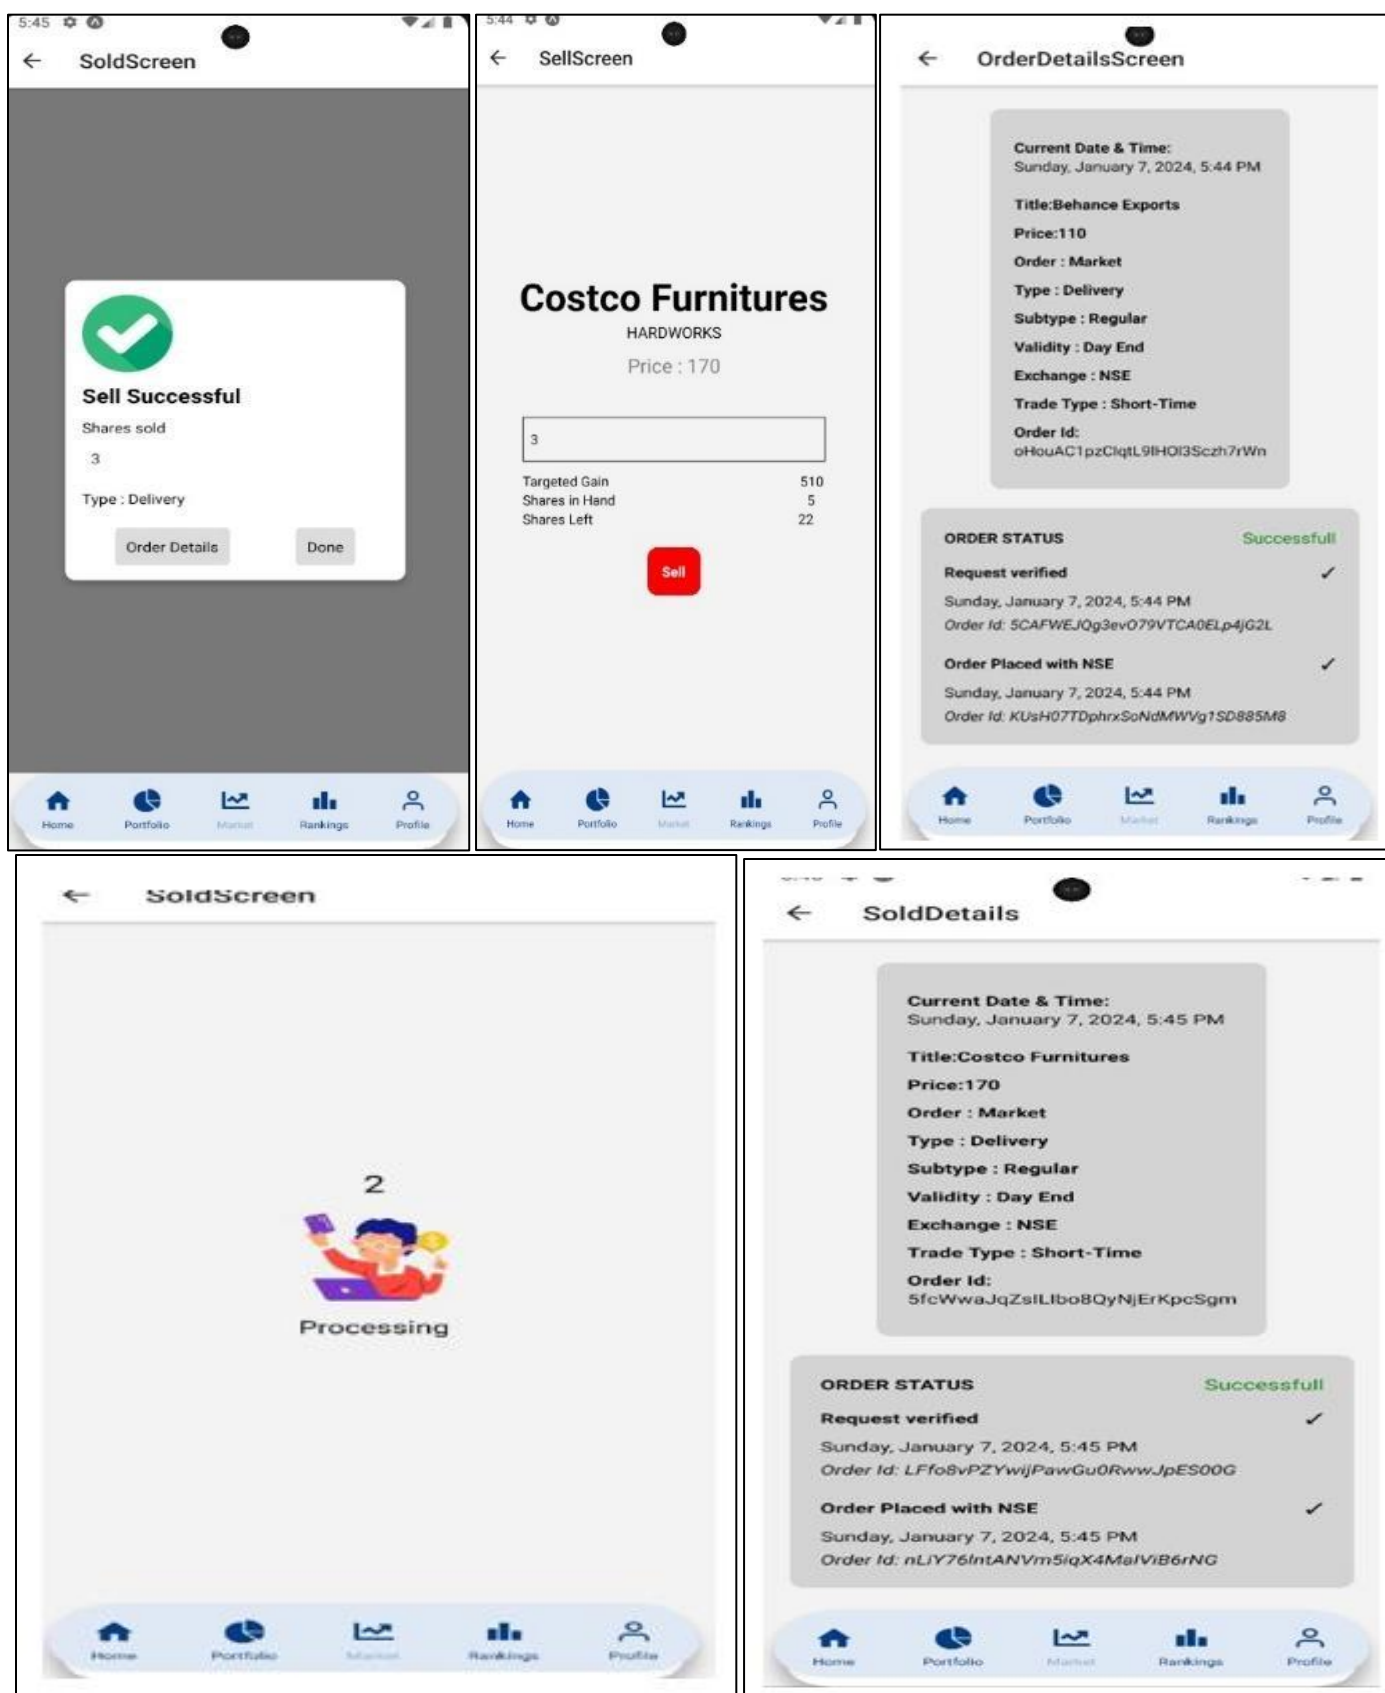 5:45
SoldScreen
Sell Successful
Shares sold
3
Type : Delivery
Order Details Done
Home Portfolio Market Rankings Profile
5:44
SellScreen
Costco Furnitures
HARDWORKS
Price : 170
3
Targeted Gain 510
Shares in Hand 5
Shares Left 22
Sell
Home Portfolio Market Rankings Profile
OrderDetailsScreen
Current Date & Time:
Sunday, January 7, 2024, 5:44 PM
Title:Behance Exports
Price:110
Order : Market
Type : Delivery
Subtype : Regular
Validity : Day End
Exchange : NSE
Trade Type : Short-Time
Order Id:
ORDER STATUS Successfull
Request verified ✓
Sunday, January 7, 2024, 5:44 PM
Order Id: 5CAFWEJQg3evO79VTCA0ELp4jG2L
Order Placed with NSE ✓
Sunday, January 7, 2024, 5:44 PM
Order Id: KUsH07TDphrxSoNdMWVg1SD885M8
Home Portfolio Market Rankings Profile
SoldScreen
2
Processing
Home Portfolio Market Rankings Profile
SoldDetails
Current Date & Time:
Sunday, January 7, 2024, 5:45 PM
Title:Costco Furnitures
Price:170
Order : Market
Type : Delivery
Subtype : Regular
Validity : Day End
Exchange : NSE
Trade Type : Short-Time
Order Id:
ORDER STATUS Successfull
Request verified ✓
Sunday, January 7, 2024, 5:45 PM
Order Id: LFfo8vPZYwijPawGu0RwwJpES00G
Order Placed with NSE ✓
Sunday, January 7, 2024, 5:45 PM
Order Id:
Home Portfolio Market Rankings Profile